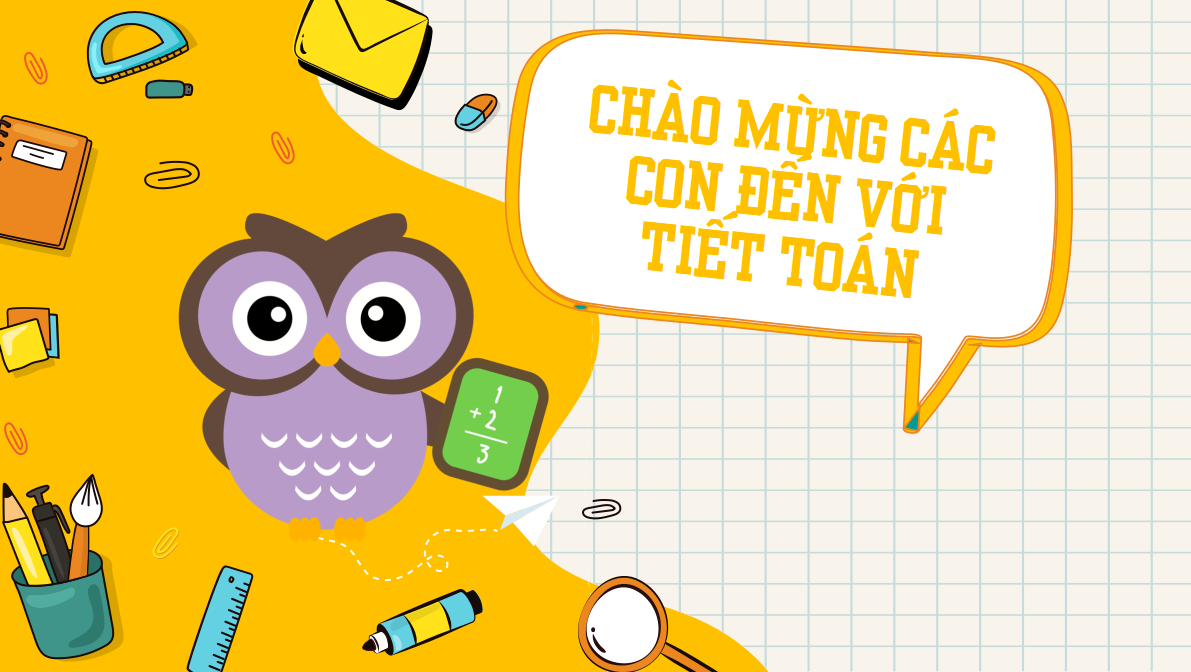 CHÀO MỪNG CÁC
CON ĐẾN VỚI
TIẾT TOÁN
1
+ 2
3